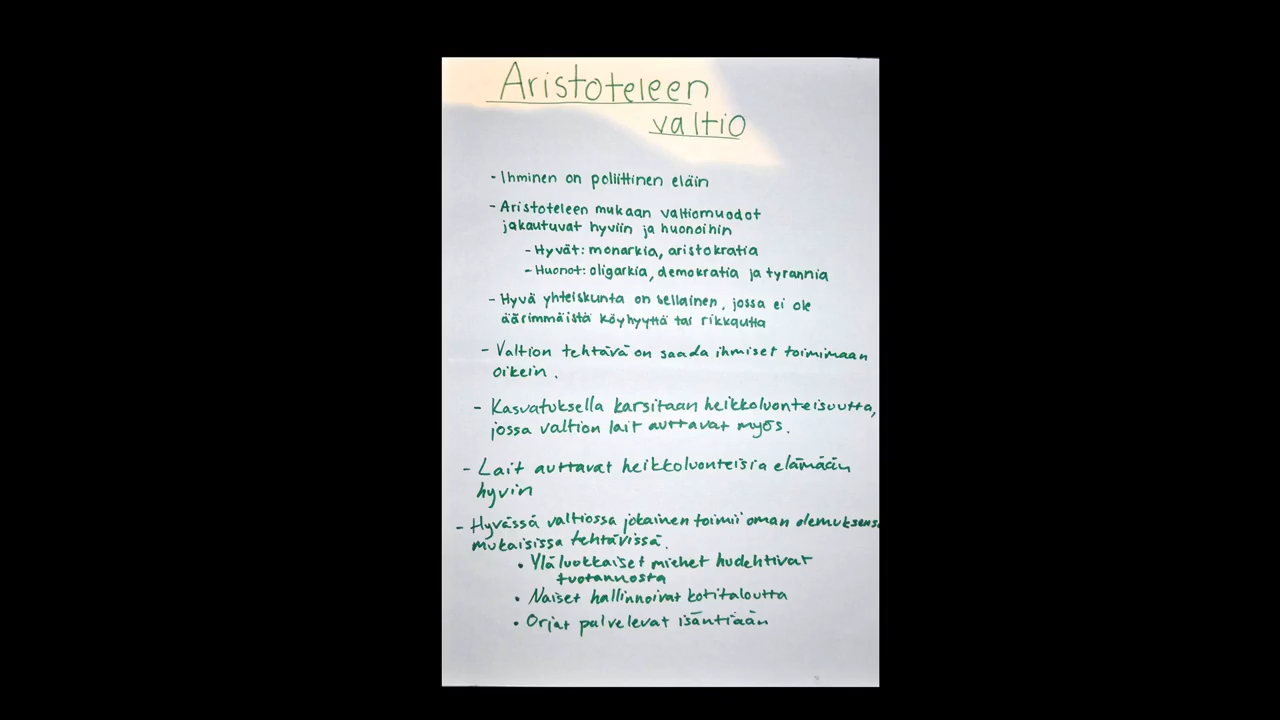 Aristoteleen
valtio
- Ihminen on poliittinen eläin
- Aristoteleen mukaan valtiomuodot
jakautuvat hyviin ja huonoihin
- Hyvät: monarkia, aristokratia
- Huonot: oligarkia, demokratia ja tyrannia
- Hyvä yhteiskunta on sellainen, jossa ei ole
äärimmäistä köyhyyttä tai rikkautta
- Valtion tehtävä on saada ihmiset toimimaan
oikein.
- Kasvatuksella karsitaan heikkoluonteisuutta,
jossa valtion lait auttavat myös.
- Lait auttavat heikkoluonteisia elämään
hyvin
- Hyvässä valtiossa jokainen toimii oman olemuksensa
mukaisissa tehtävissä.
• Yläluokkaiset miehet
tuotannosta
• Naiset hallinnoivat kotitaloutta
• Orjat palvelevat isäntiään